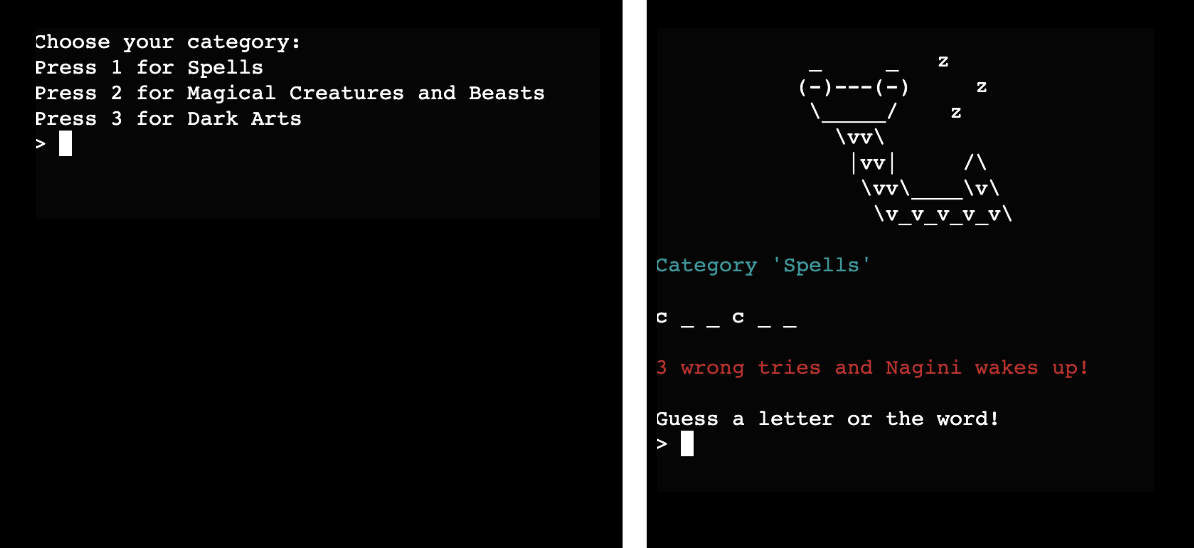 Choose your category:
Press 1 for Spells
Press 2 for Magical Creatures and Beasts
Press 3 for Dark Arts
>
z
z
z
Category 'Spells'
c _ _ c _ _
3 wrong tries and Nagini wakes up!
Guess a letter or the word!
>